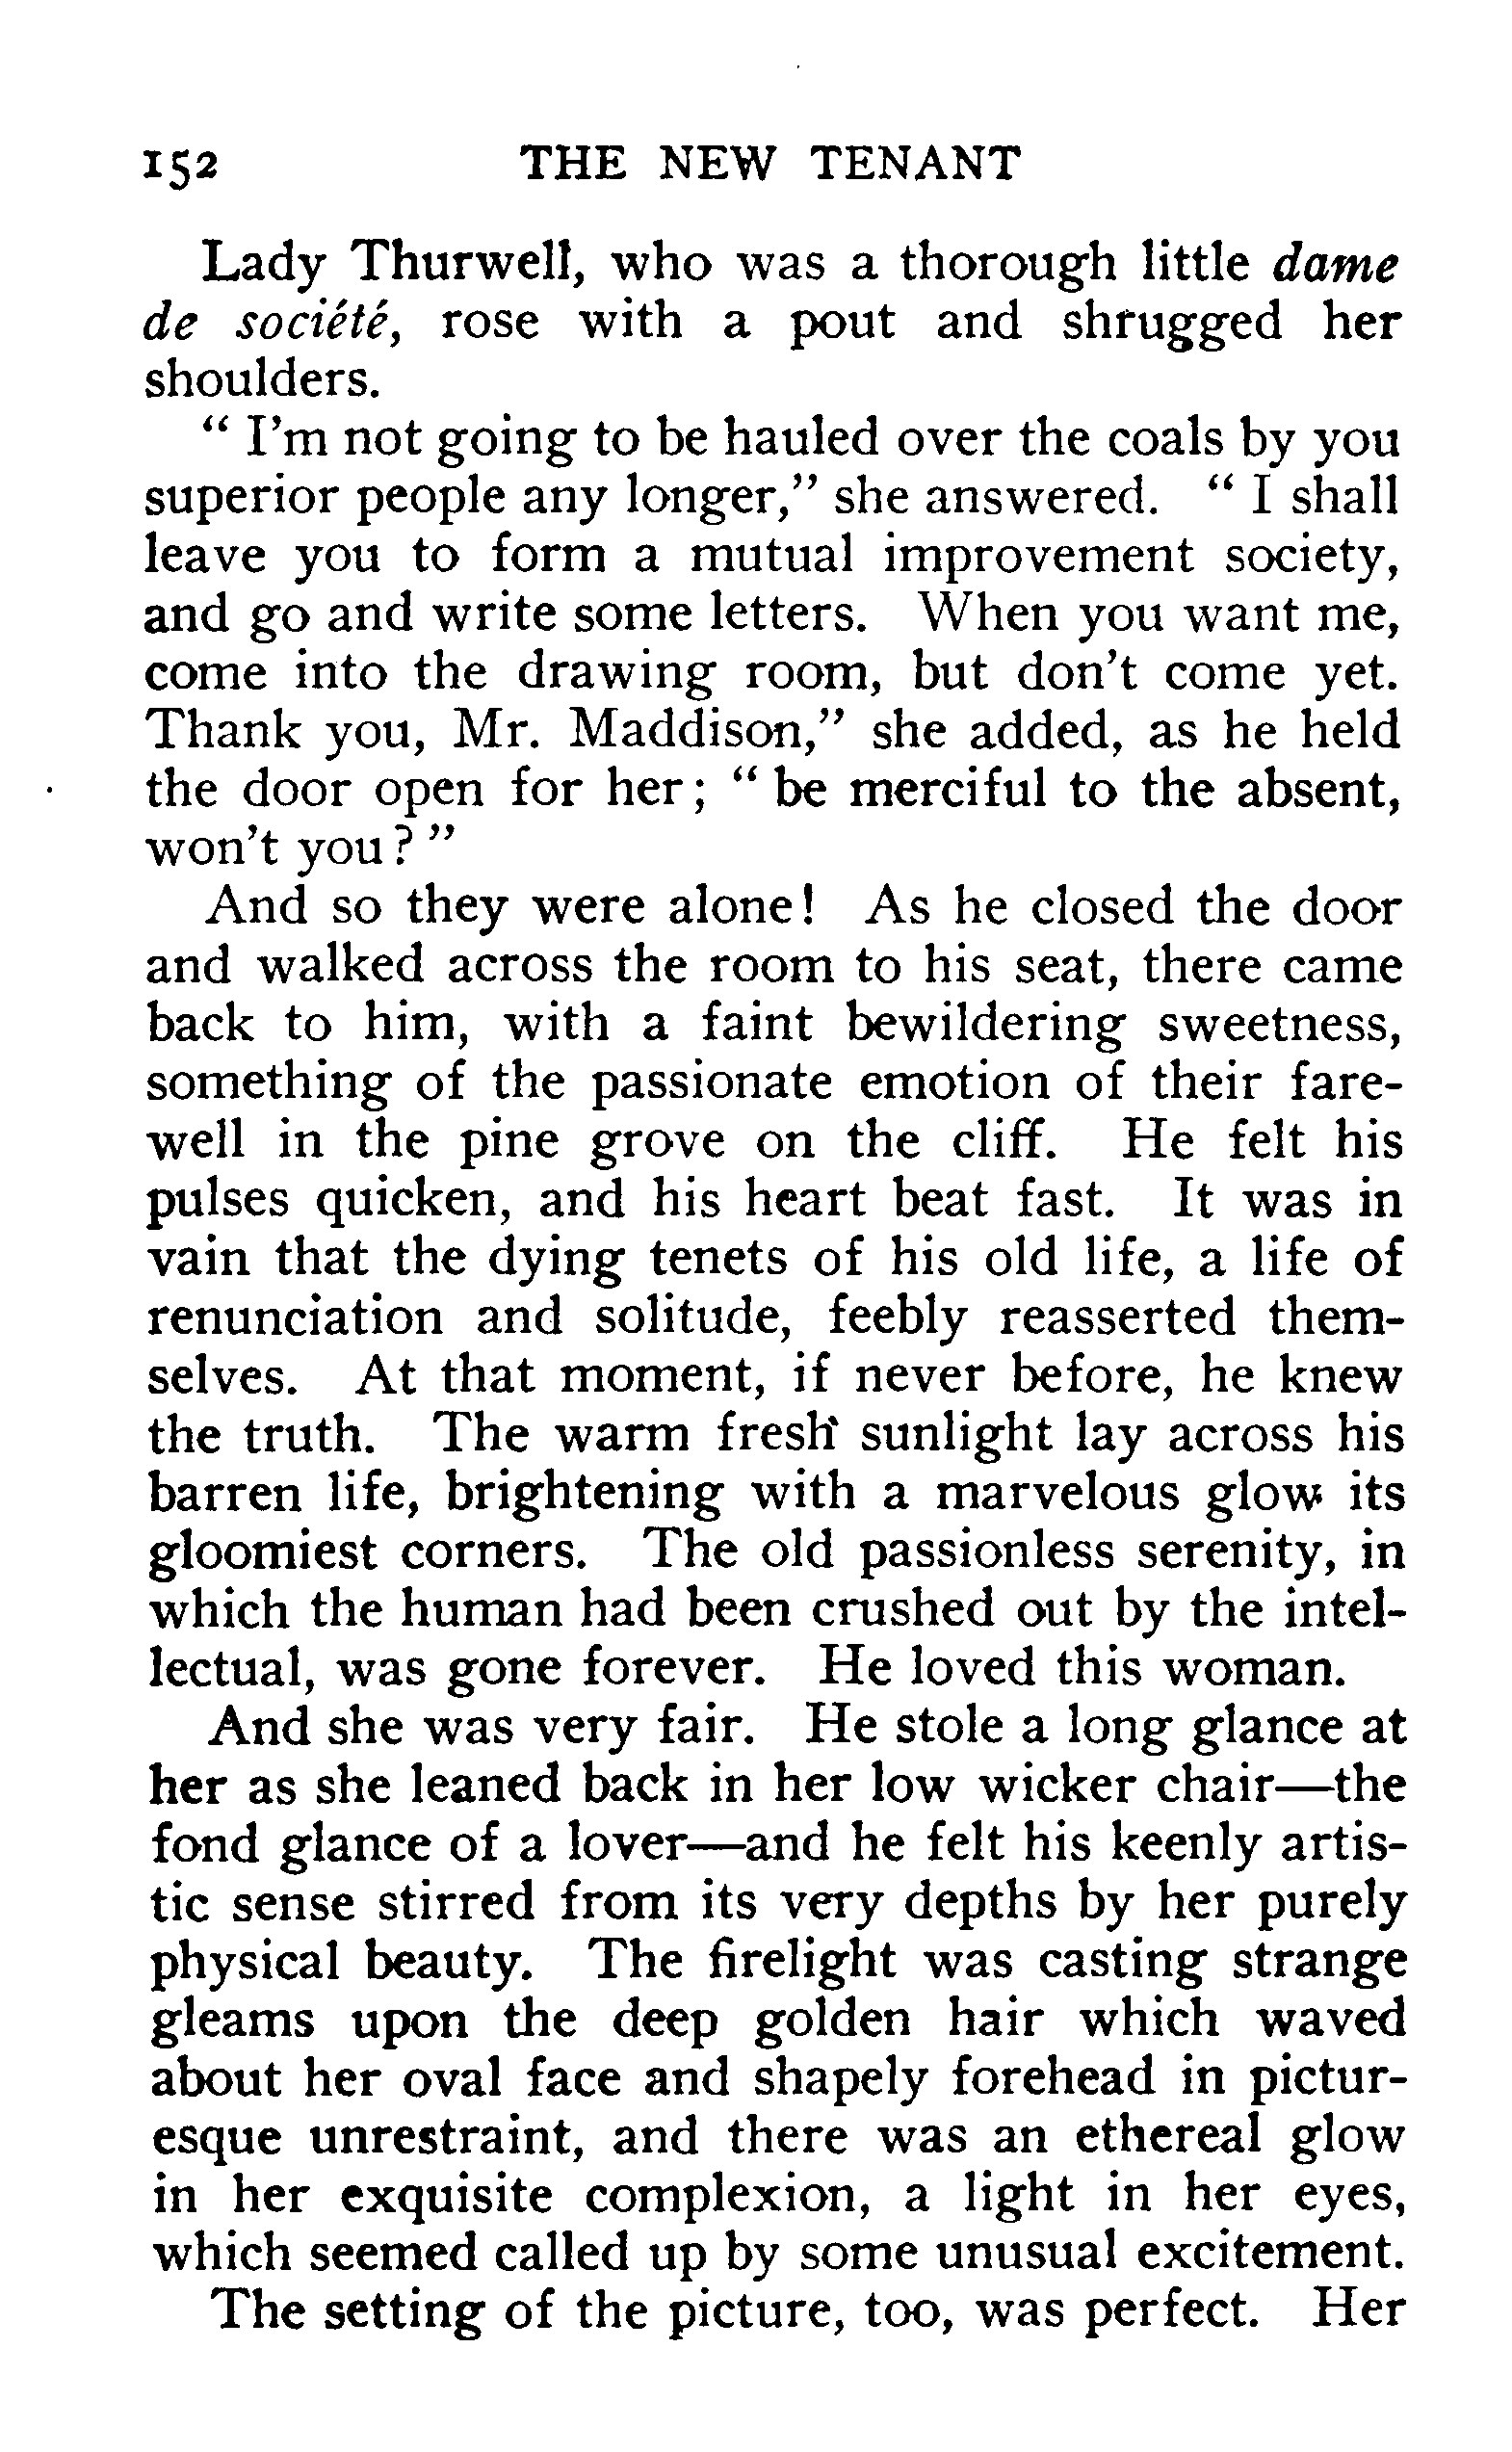 152 THE NEW TENANT
Lady Thurwell, who was a thorough little dame
de société, rose with a pout and shrugged her
shoulders.
" I'm not going to be hauled over the coals by you
superior people any longer," she answered. " I shall
leave you to form a mutual improvement society,
and go and write some letters. When you want me,
come into the drawing room, but don't come yet.
Thank you, Mr. Maddison," she added, as he held
the door open for her; " be merciful to the absent,
won't you? "
And so they were alone! As he closed the door
and walked across the room to his seat, there came
back to him, with a faint bewildering sweetness,
something of the passionate emotion of their fare-
well in the pine grove on the cliff. He felt his
pulses quicken, and his heart beat fast. It was in
vain that the dying tenets of his old life, a life of
renunciation and solitude, feebly reasserted them-
selves. At that moment, if never before, he knew
the truth. The warm fresh sunlight lay across his
barren life, brightening with a marvelous glow its
gloomiest corners. The old passionless serenity, in
which the human had been crushed out by the intel-
lectual, was gone forever. He loved this woman.
And she was very fair. He stole a long glance at
her as she leaned back in her low wicker chair—the
fond glance of a lover—and he felt his keenly artis-
tic sense stirred from its very depths by her purely
physical beauty. The firelight was casting strange
gleams upon the deep golden hair which waved
about her oval face and shapely forehead in pictur-
esque unrestraint, and there was an ethereal glow
in her exquisite complexion, a light in her eyes,
which seemed called up by some unusual excitement.
The setting of the picture, too, was perfect. Her